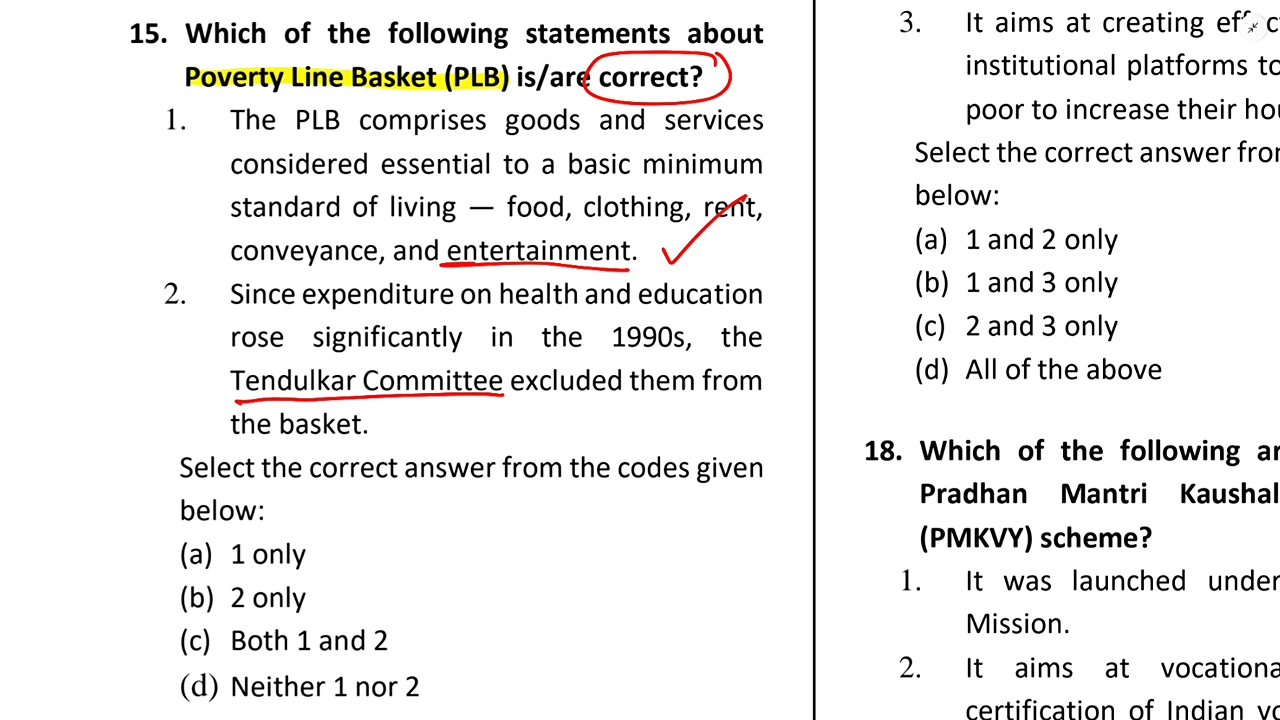 15. Which of the following statements about
Poverty Line Basket (PLB) is/are correct?
1. The PLB comprises goods and services
considered essential to a basic minimum
standard of living — food, clothing, rent,
conveyance, and entertainment.
2. Since expenditure on health and education
rose significantly in the 1990s, the
Tendulkar Committee excluded them from
the basket.
Select the correct answer from the codes given
below:
(a) 1 only
(b) 2 only
(c) Both 1 and 2
(d) Neither 1 nor 2
3. It aims at creating
institutional platforms to
poor to increase their
Select the correct answer
below:
(a) 1 and 2 only
(b) 1 and 3 only
(c) 2 and 3 only
(d) All of the above
18. Which of the following
Pradhan Mantri Kaushal
(PMKVY) scheme?
1. It was launched under
Mission.
2. It aims at
certification of Indian